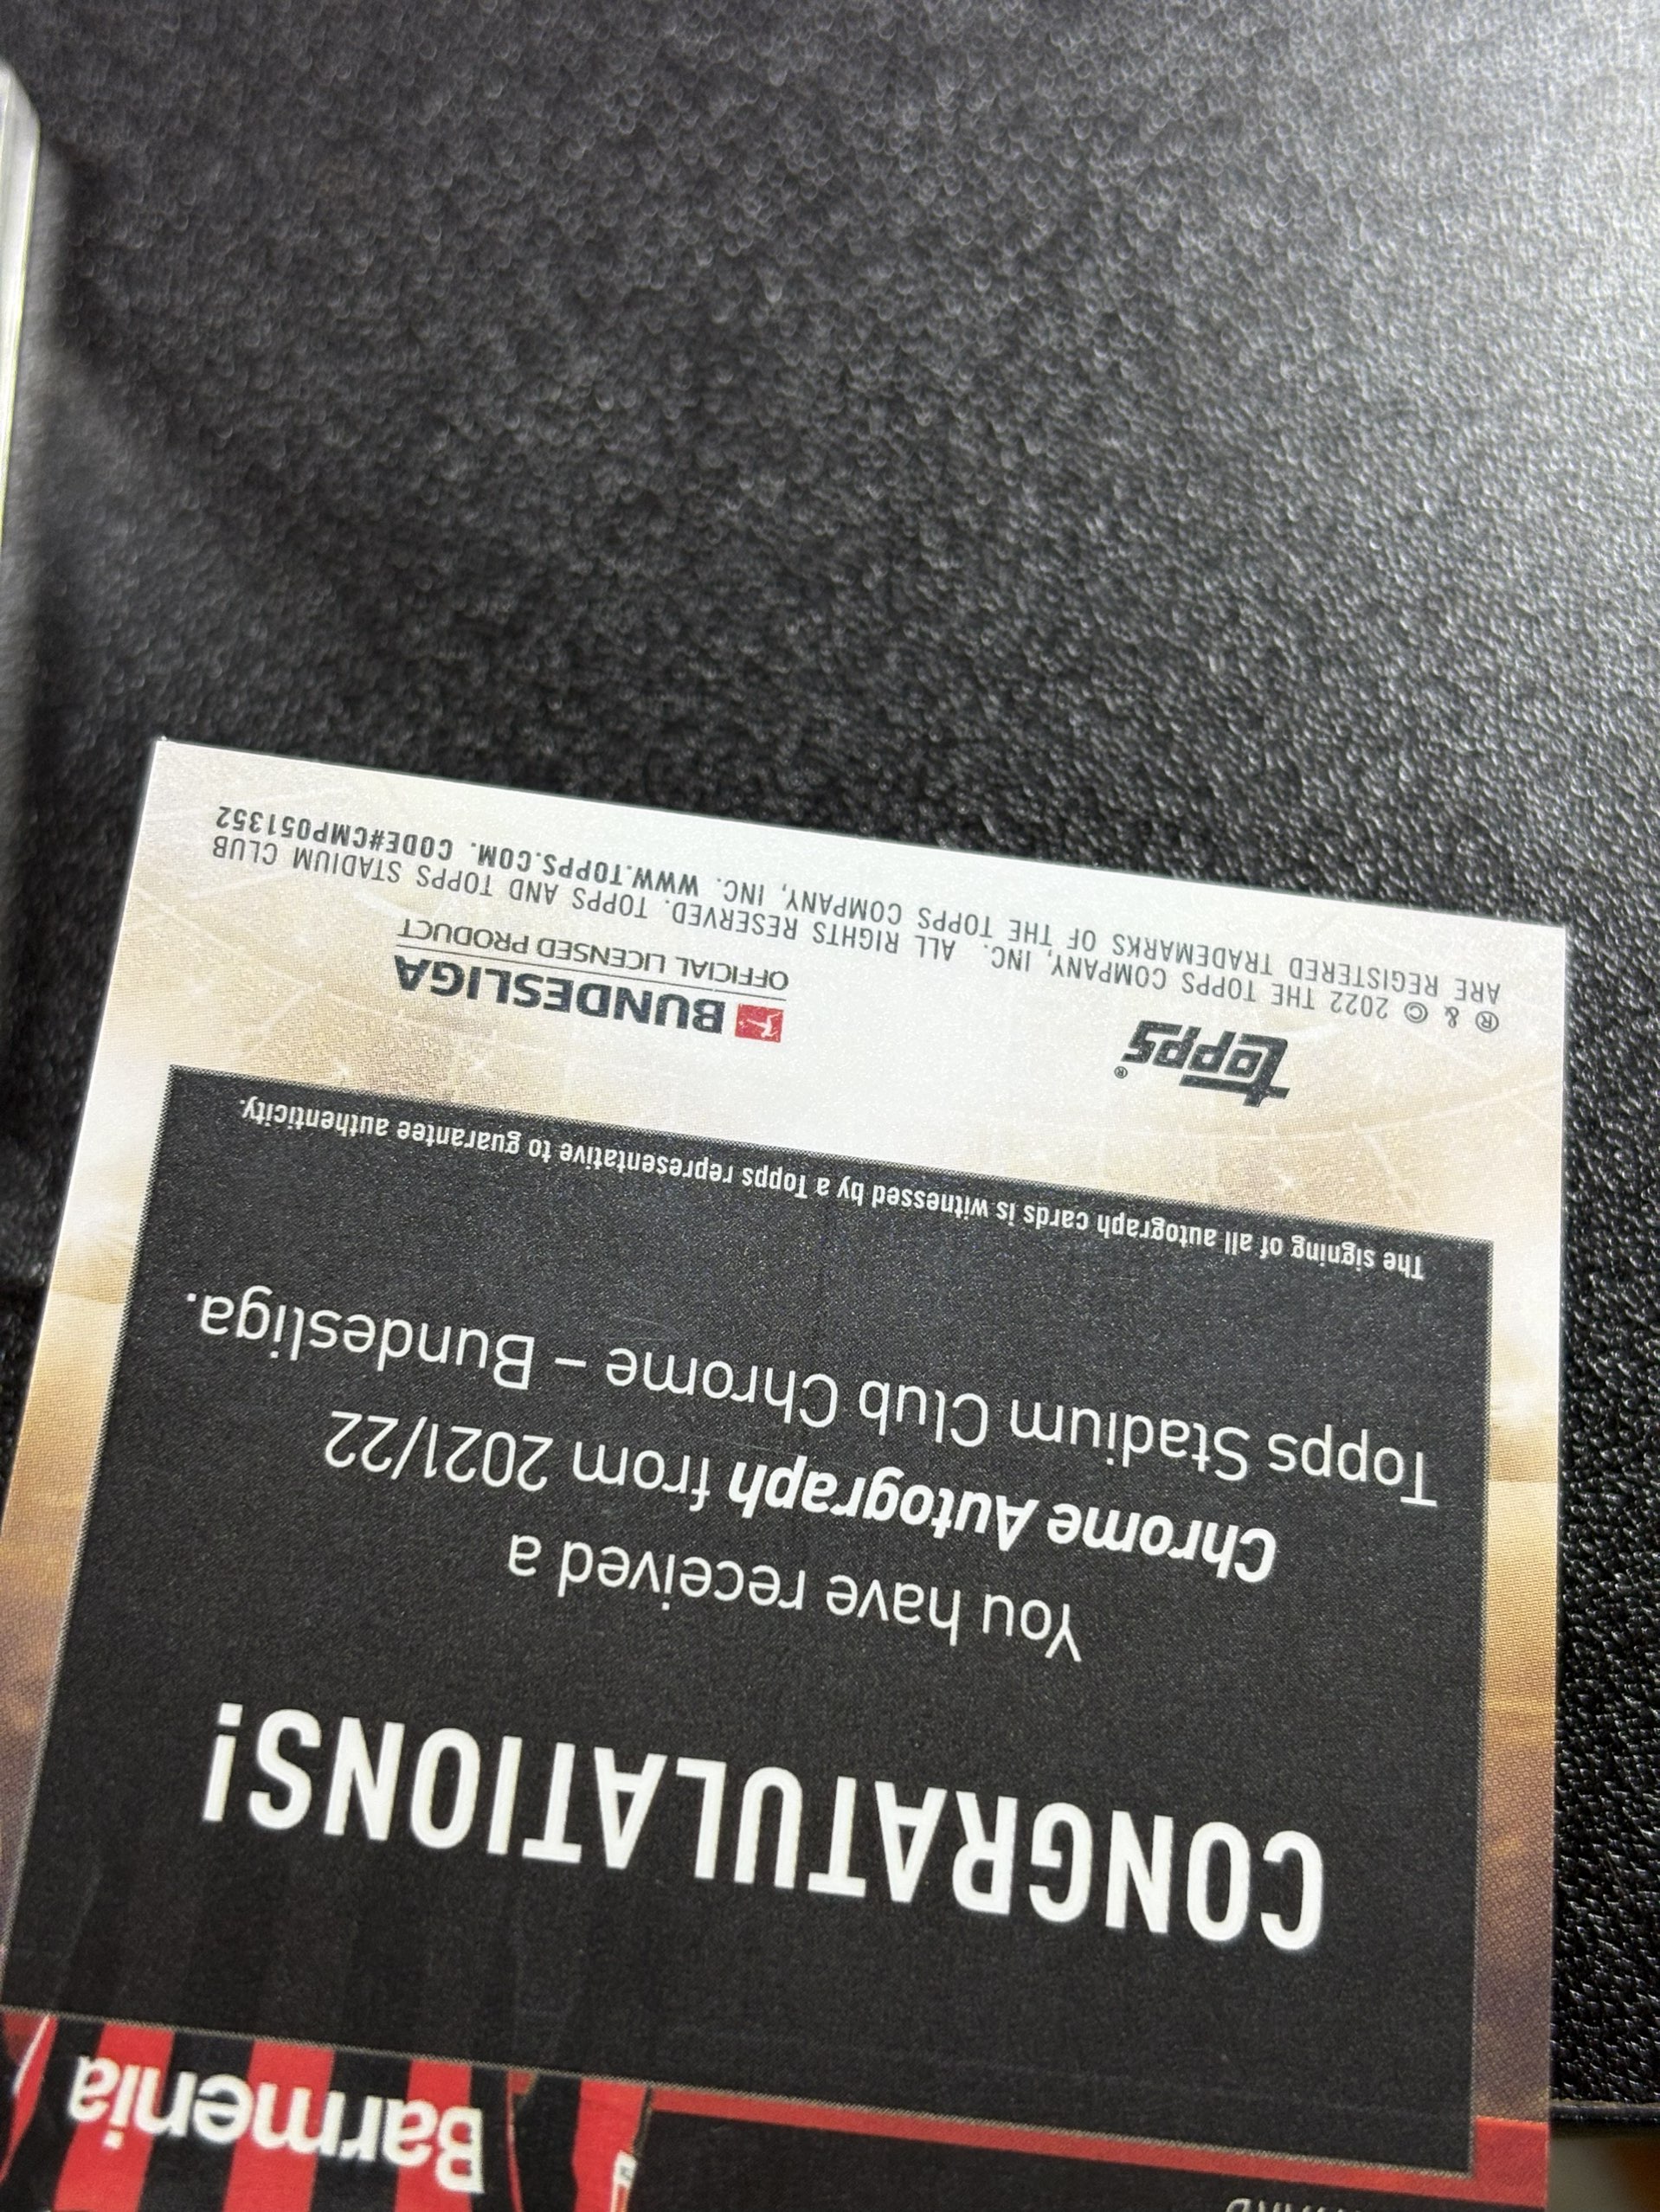 Barmenia
CONGRATULATIONS!
You have received a
Chrome Autograph from 2021/22
Topps Stadium Club Chrome – Bundesliga.
The signing of all autograph cards is witnessed by a Topps representative to guarantee authenticity.
topps®
BUNDESLIGA
OFFICIAL LICENSED PRODUCT
® & © 2022 THE TOPPS COMPANY, INC. ALL RIGHTS RESERVED. TOPPS AND TOPPS STADIUM CLUB
ARE REGISTERED TRADEMARKS OF THE TOPPS COMPANY, INC. WWW.TOPPS.COM. CODE#CMP051352